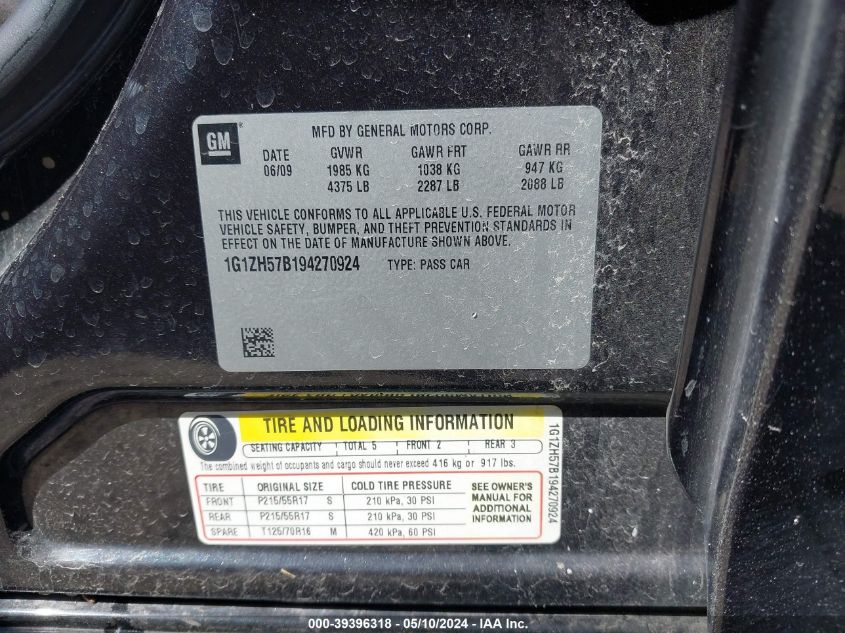 GM
MFD BY GENERAL MOTORS CORP.
DATE GVWR GAWR FRT GAWR RR
06/09 1985 KG 1038 KG 947 KG
4375 LB 2287 LB 2088 LB
THIS VEHICLE CONFORMS TO ALL APPLICABLE U.S. FEDERAL MOTOR
VEHICLE SAFETY, BUMPER, AND THEFT PREVENTION STANDARDS IN
EFFECT ON THE DATE OF MANUFACTURE SHOWN ABOVE.
1G1ZH57B194270924 TYPE: PASS CAR
TIRE AND LOADING INFORMATION
SEATING CAPACITY TOTAL 5 FRONT 2 REAR 3
The combined weight of occupants and cargo should never exceed 416 kg or 917 lbs.
TIRE ORIGINAL SIZE COLD TIRE PRESSURE
FRONT P215/55R17 S 210 kPa, 30 PSI
REAR P215/55R17 S 210 kPa, 30 PSI
SPARE T125/70R16 M 420 kPa, 60 PSI
SEE OWNER'S
MANUAL FOR
ADDITIONAL
INFORMATION
1G1ZH57B194270924
000-39396318 - 05/10/2024 - IAA Inc.